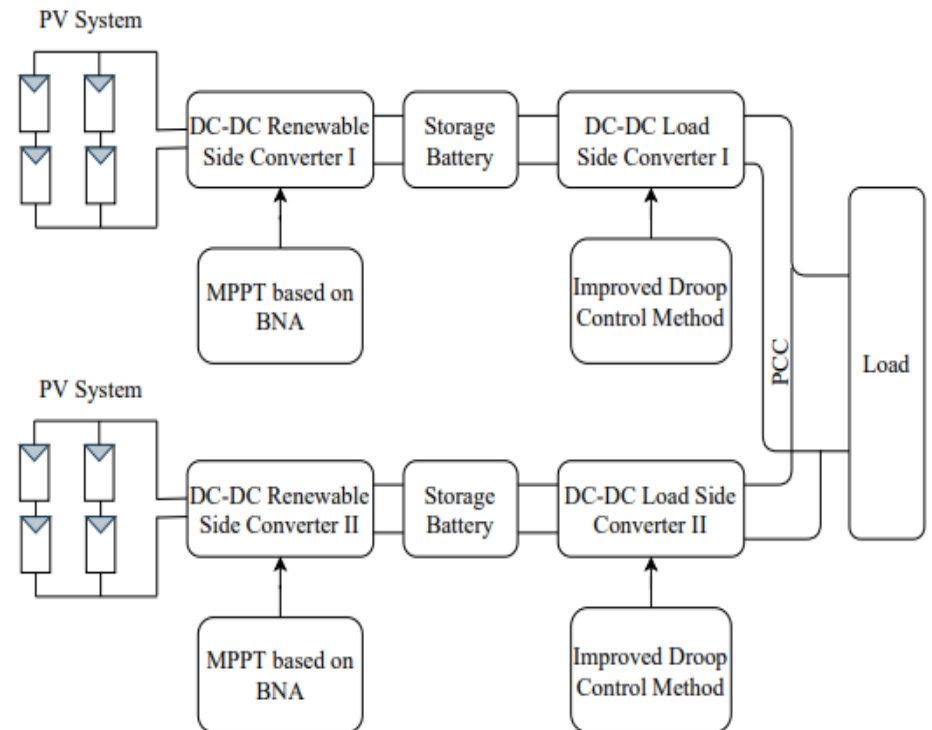 PV System
DC-DC Renewable
Side Converter I
Storage
Battery
DC-DC Load
Side Converter I
MPPT based on
BNA
Improved Droop
Control Method
PCC
Load
PV System
DC-DC Renewable
Side Converter II
Storage
Battery
DC-DC Load Side
Converter II
MPPT based on
BNA
Improved Droop
Control Method